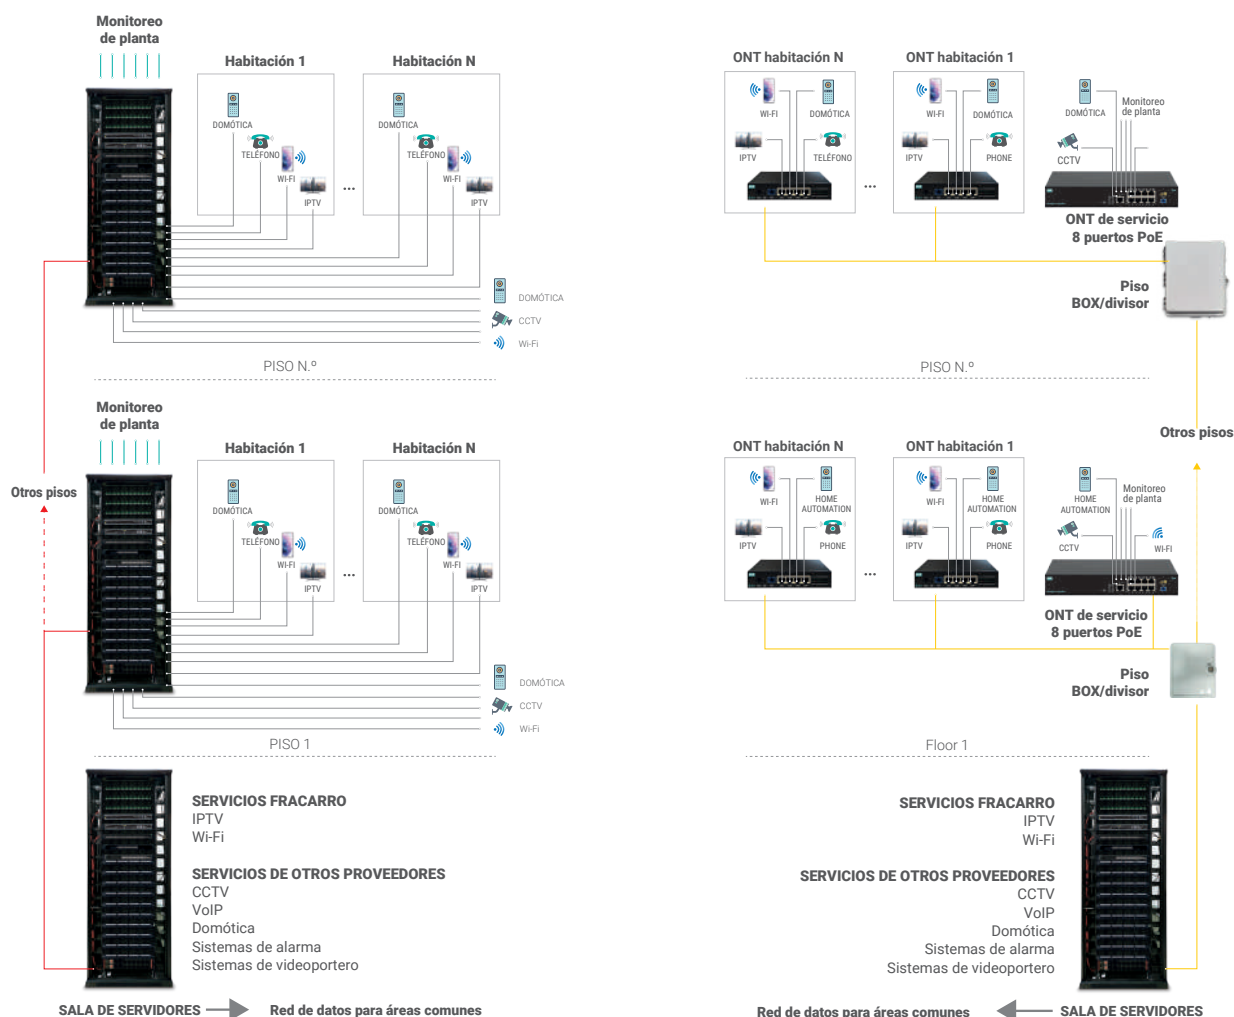 Monitoreo
de planta
Habitación 1
Habitación N
DOMÓTICA
TELÉFONO
WI-FI
IPTV
...
DOMÓTICA
TELÉFONO
WI-FI
IPTV
DOMÓTICA
CCTV
Wi-Fi
PISO N.º
Monitoreo
de planta
Habitación 1
Habitación N
DOMÓTICA
TELÉFONO
WI-FI
IPTV
...
DOMÓTICA
TELÉFONO
WI-FI
IPTV
Otros pisos
DOMÓTICA
CCTV
Wi-Fi
PISO 1
SERVICIOS FRACARRO
IPTV
Wi-Fi
SERVICIOS DE OTROS PROVEEDORES
CCTV
VoIP
Domótica
Sistemas de alarma
Sistemas de videoportero
SALA DE SERVIDORES
Red de datos para áreas comunes
ONT habitación N
ONT habitación 1
WI-FI
DOMÓTICA
IPTV
TELÉFONO
...
WI-FI
DOMÓTICA
IPTV
PHONE
DOMÓTICA
Monitoreo
de planta
CCTV
ONT de servicio
8 puertos PoE
Piso
BOX/divisor
PISO N.º
Otros pisos
ONT habitación N
ONT habitación 1
WI-FI
HOME
AUTOMATION
IPTV
PHONE
...
WI-FI
HOME
AUTOMATION
IPTV
PHONE
HOME
AUTOMATION
Monitoreo
de planta
CCTV
WI-FI
ONT de servicio
8 puertos PoE
Piso
BOX/divisor
Floor 1
SERVICIOS FRACARRO
IPTV
Wi-Fi
SERVICIOS DE OTROS PROVEEDORES
CCTV
VoIP
Domótica
Sistemas de alarma
Sistemas de videoportero
Red de datos para áreas comunes
SALA DE SERVIDORES